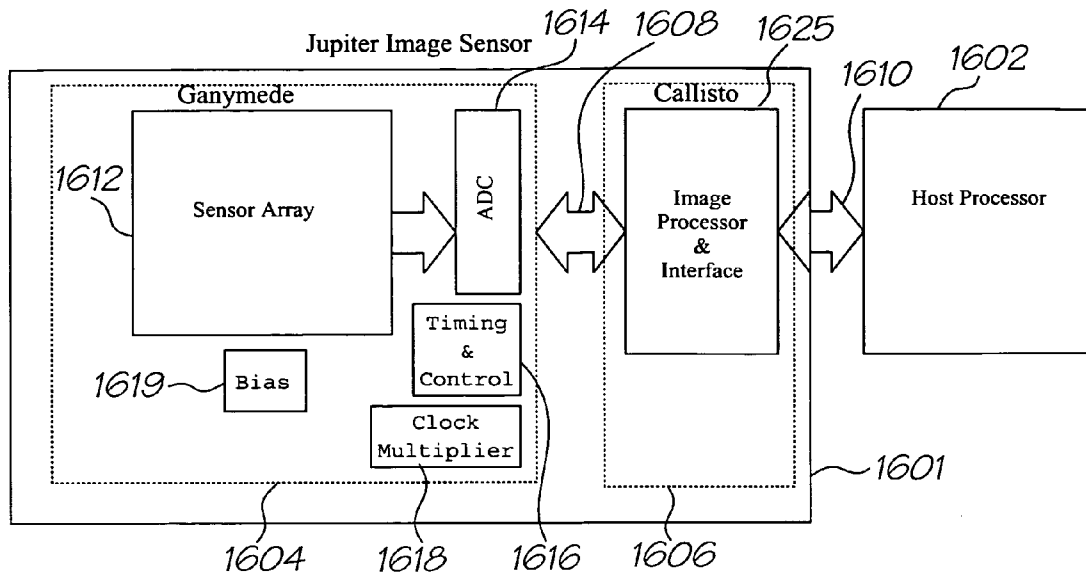 Jupiter Image Sensor
1614
1608
1625
1610
1602
Ganymede
Callisto
1612
Sensor Array
ADC
Image
Processor
&
Interface
Host Processor
Timing
&
Control
1619
Bias
Clock
Multiplier
1601
1604
1618
1616
1606